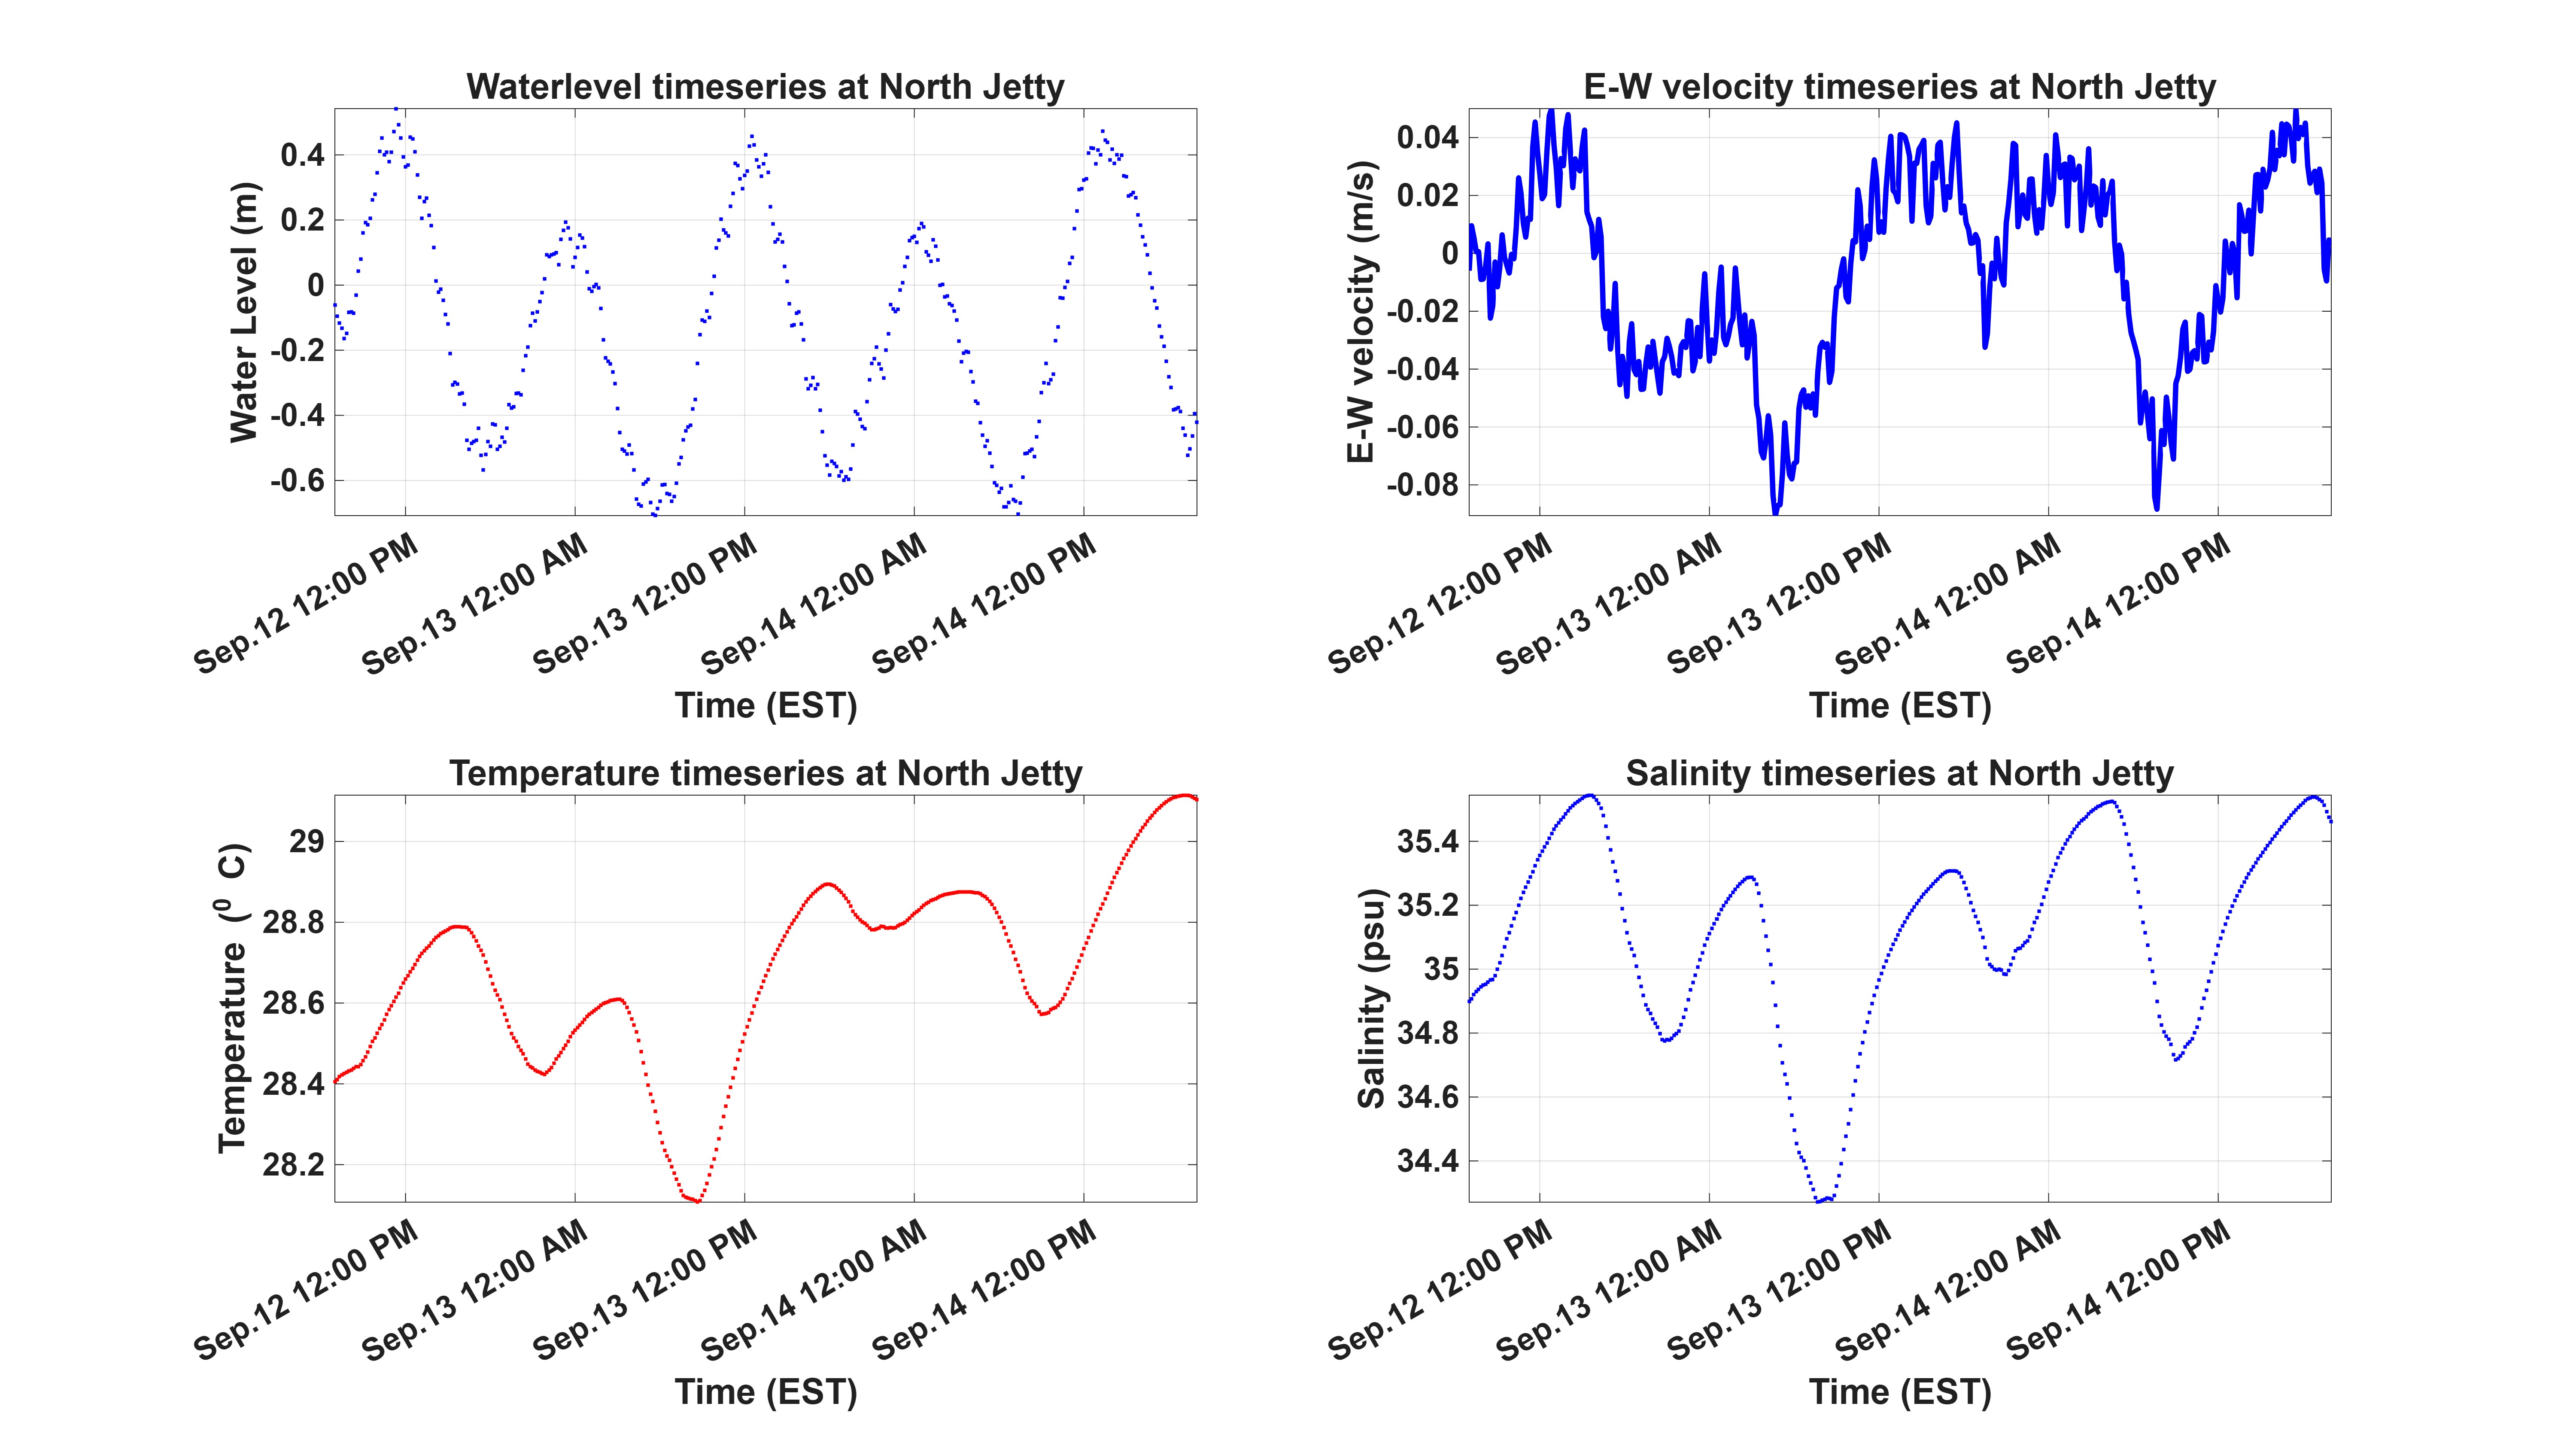 Waterlevel timeseries at North Jetty
Water Level (m)
0.4
0.2
0
-0.2
-0.4
-0.6
Sep.12 12:00 PM
Sep.13 12:00 AM
Sep.13 12:00 PM
Sep.14 12:00 AM
Sep.14 12:00 PM
Time (EST)
E-W velocity timeseries at North Jetty
E-W velocity (m/s)
0.04
0.02
0
-0.02
-0.04
-0.06
-0.08
Sep.12 12:00 PM
Sep.13 12:00 AM
Sep.13 12:00 PM
Sep.14 12:00 AM
Sep.14 12:00 PM
Time (EST)
Temperature timeseries at North Jetty
Temperature (⁰ C)
29
28.8
28.6
28.4
28.2
Sep.12 12:00 PM
Sep.13 12:00 AM
Sep.13 12:00 PM
Sep.14 12:00 AM
Sep.14 12:00 PM
Time (EST)
Salinity timeseries at North Jetty
Salinity (psu)
35.4
35.2
35
34.8
34.6
34.4
Sep.12 12:00 PM
Sep.13 12:00 AM
Sep.13 12:00 PM
Sep.14 12:00 AM
Sep.14 12:00 PM
Time (EST)